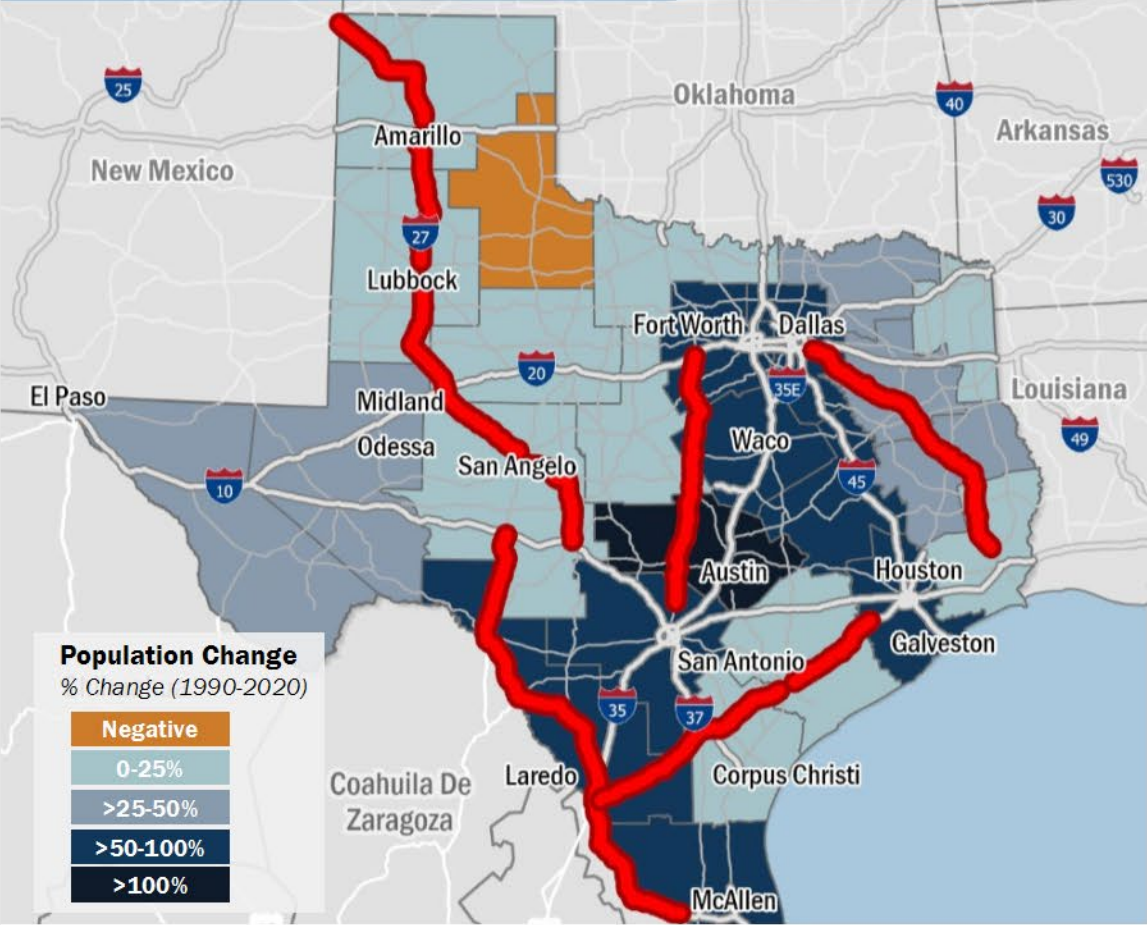 25
Oklahoma
40
Arkansas
Amarillo
New Mexico
530
30
27
Lubbock
Fort Worth
Dallas
20
35E
El Paso
Midland
Louisiana
Odessa
Waco
49
San Angelo
10
45
Austin
Houston
Galveston
San Antonio
Population Change
% Change (1990-2020)
Negative
0-25%
>25-50%
>50-100%
>100%
35
37
Laredo
Corpus Christi
Coahuila De
Zaragoza
McAllen